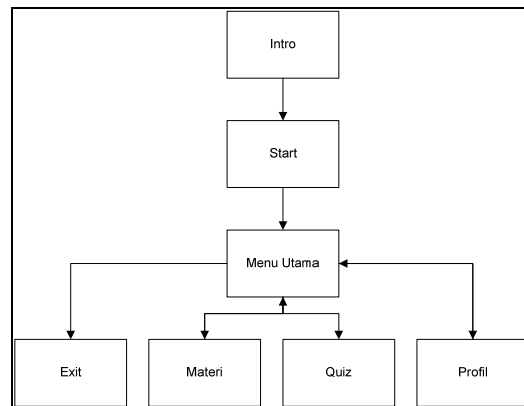 Intro
Start
Menu Utama
Exit
Materi
Quiz
Profil